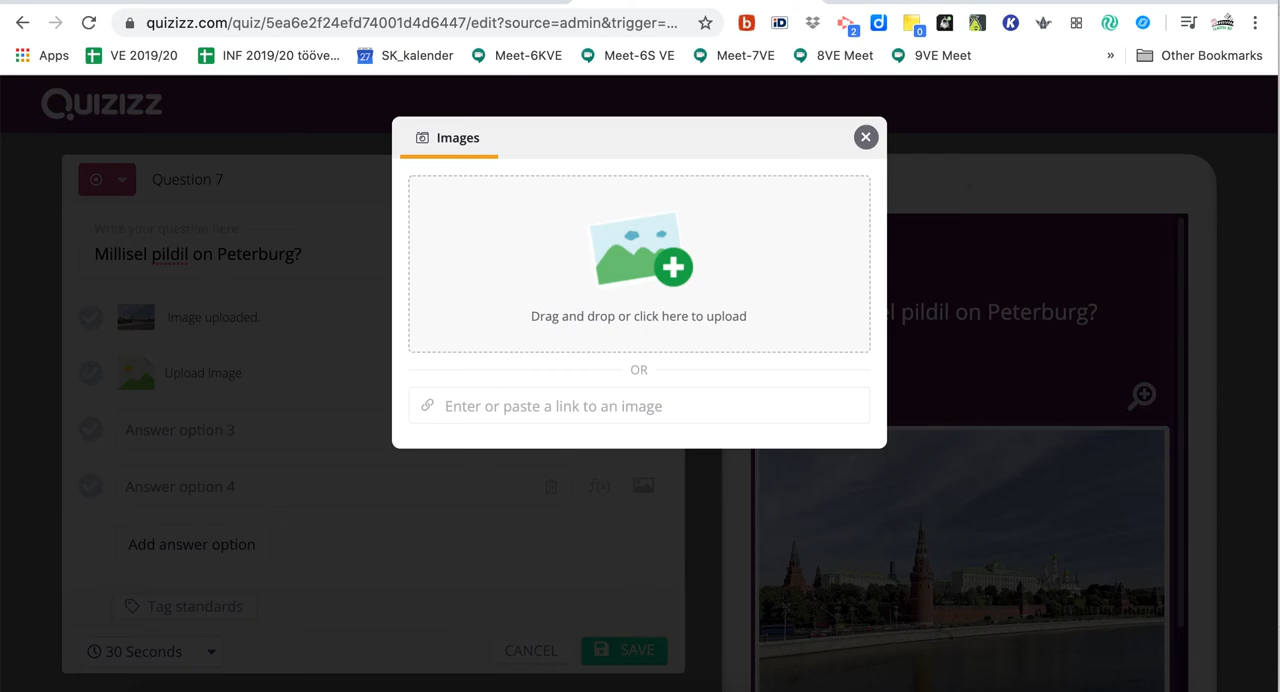 quizizz.com/quiz/5ea6e2f24efd74001d4d6447/edit?source=admin&trigger=...
2
0
Apps VE 2019/20 INF 2019/20 tööve... SK_kalender Meet-6KVE Meet-6S VE Meet-7VE 8VE Meet 9VE Meet » Other Bookmarks
Quizizz
Images
Question 7
Write your question here
Millisel pildil on Peterburg?
Image uploaded.
Upload Image
Answer option 3
Answer option 4
f(x)
Add answer option
Tag standards
30 Seconds
CANCEL
SAVE
Drag and drop or click here to upload
OR
Enter or paste a link to an image
l pildil on Peterburg?